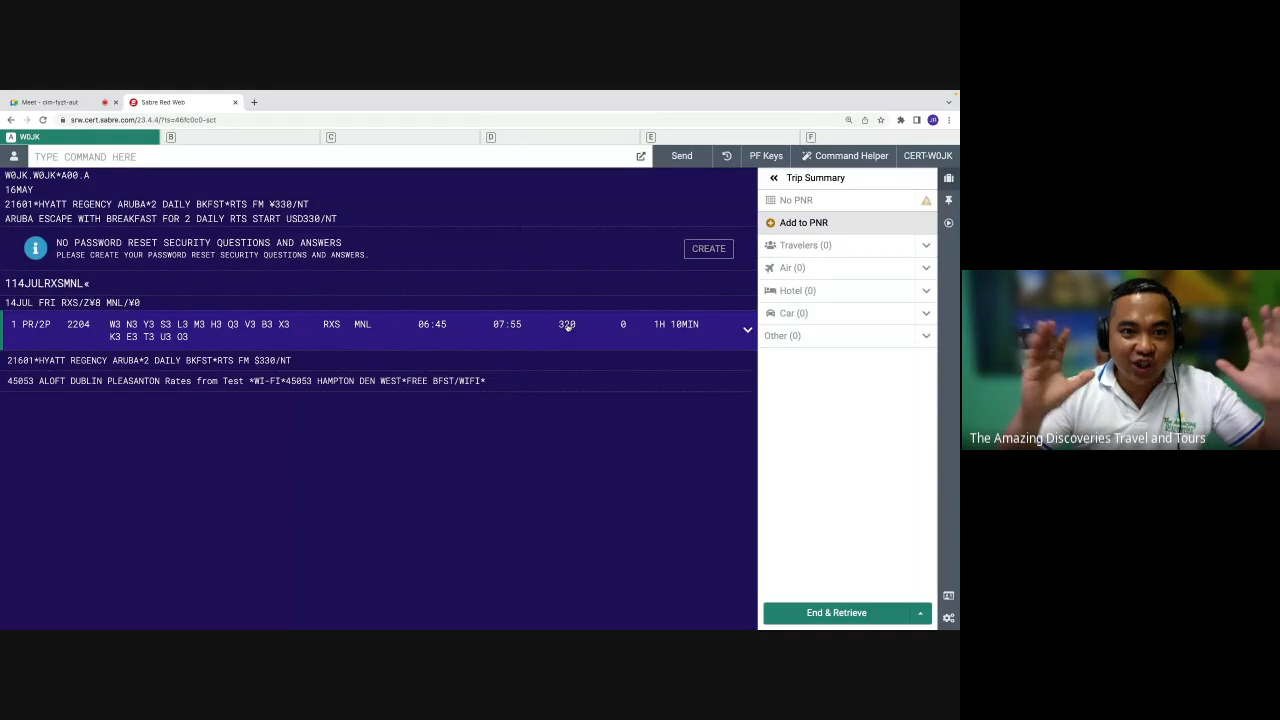 Meet - cim-fyzt-aut
Sabre Red Web
srw.cert.sabre.com/23.4.4/?ts=46fc0c0-sct
A W0JK
B
C
D
E
F
TYPE COMMAND HERE
Send
PF Keys
Command Helper
CERT-W0JK
W0JK.W0JK*A00.A
16MAY
21601*HYATT REGENCY ARUBA*2 DAILY BKFST*RTS FM ¥330/NT
ARUBA ESCAPE WITH BREAKFAST FOR 2 DAILY RTS START USD330/NT
NO PASSWORD RESET SECURITY QUESTIONS AND ANSWERS
PLEASE CREATE YOUR PASSWORD RESET SECURITY QUESTIONS AND ANSWERS.
CREATE
114JULRXSMNL«
14JUL FRI RXS/Z¥8 MNL/¥0
1 PR/2P 2204 W3 N3 Y3 S3 L3 M3 H3 Q3 V3 B3 X3 RXS MNL 06:45 07:55 320 0 1H 10MIN
K3 E3 T3 U3 O3
21601*HYATT REGENCY ARUBA*2 DAILY BKFST*RTS FM $330/NT
45053 ALOFT DUBLIN PLEASANTON Rates from Test *WI-FI*45053 HAMPTON DEN WEST*FREE BFST/WIFI*
Trip Summary
No PNR
Add to PNR
Travelers (0)
Air (0)
Hotel (0)
Car (0)
Other (0)
End & Retrieve
The Amazing Discoveries Travel and Tours